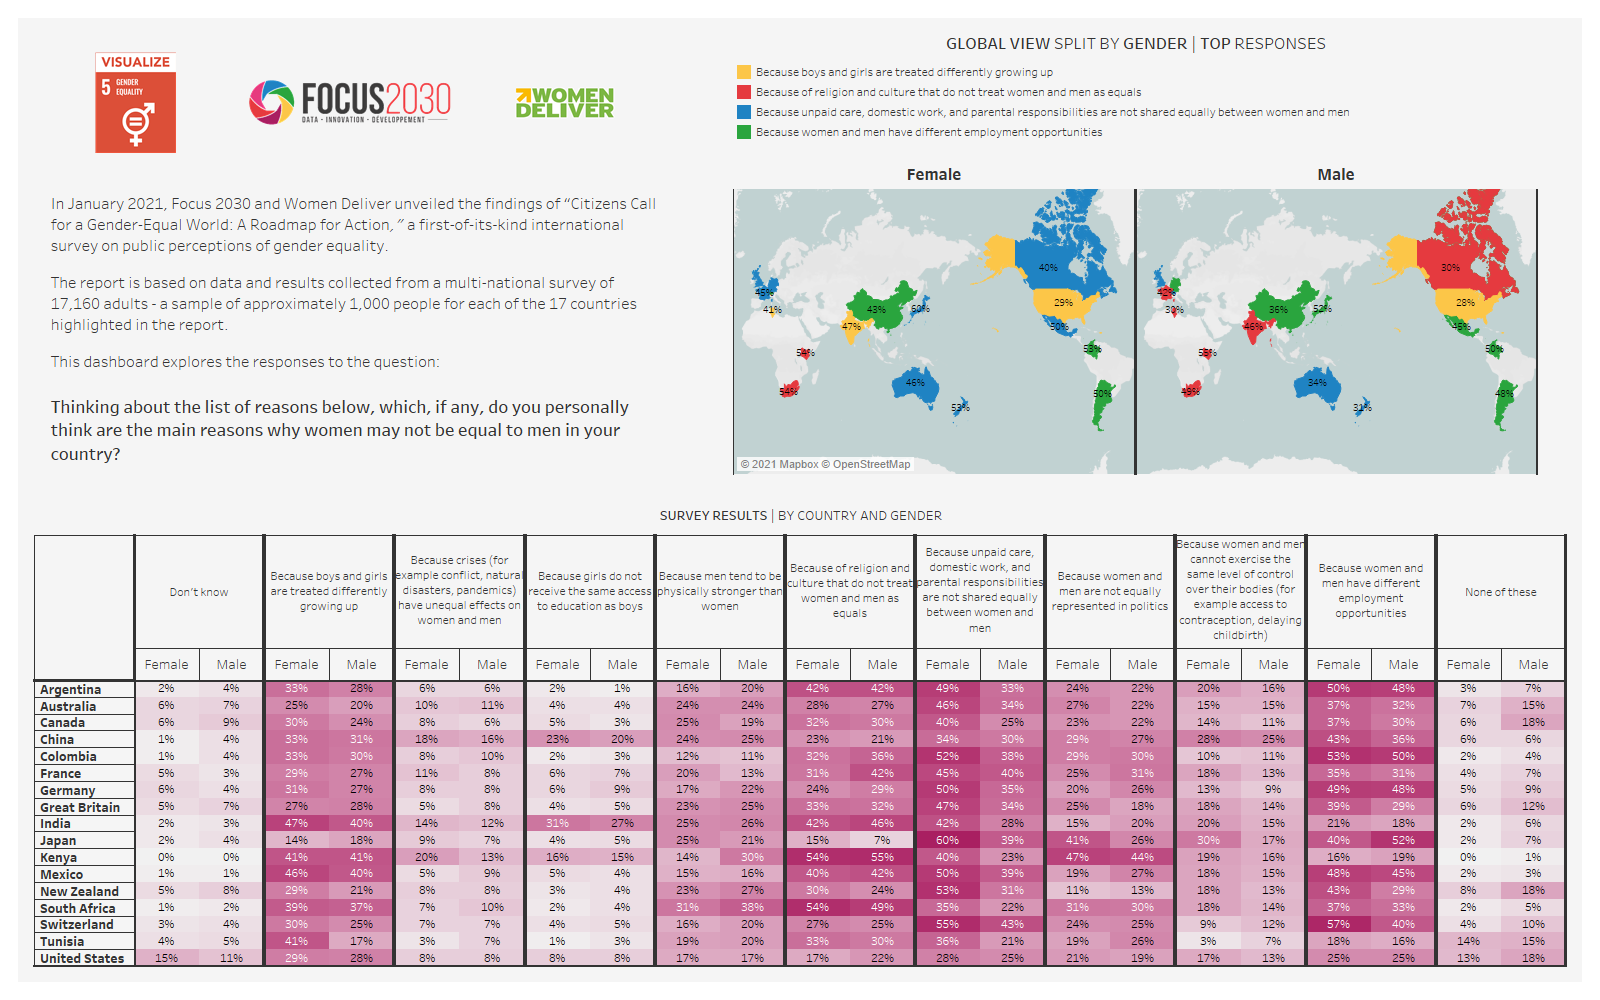 VISUALIZE
5 GENDER
EQUALITY
FOCUS2030
DATA - INNOVATION - DÉVELOPPEMENT
WOMEN
DELIVER
In January 2021, Focus 2030 and Women Deliver unveiled the findings of “Citizens Call
for a Gender-Equal World: A Roadmap for Action,” a first-of-its-kind international
survey on public perceptions of gender equality.
The report is based on data and results collected from a multi-national survey of
17,160 adults - a sample of approximately 1,000 people for each of the 17 countries
highlighted in the report.
This dashboard explores the responses to the question:
Thinking about the list of reasons below, which, if any, do you personally
think are the main reasons why women may not be equal to men in your
country?
GLOBAL VIEW SPLIT BY GENDER | TOP RESPONSES
Because boys and girls are treated differently growing up
Because of religion and culture that do not treat women and men as equals
Because unpaid care, domestic work, and parental responsibilities are not shared equally between women and men
Because women and men have different employment opportunities
Female
40%
45%
41%
43%
60%
29%
47%
50%
54%
53%
54%
46%
50%
53%
© 2021 Mapbox © OpenStreetMap
Male
30%
42%
30%
36%
52%
28%
46%
45%
55%
50%
49%
34%
48%
31%
SURVEY RESULTS | BY COUNTRY AND GENDER
Don't know
Because boys and girls
are treated differently
growing up
Because crises (for
example conflict, natural
disasters, pandemics)
have unequal effects on
women and men
Because girls do not
receive the same access
to education as boys
Because men tend to be
physically stronger than
women
Because of religion and
culture that do not treat
women and men as
equals
Because unpaid care,
domestic work, and
parental responsibilities
are not shared equally
between women and
men
Because women and
men are not equally
represented in politics
Because women and men
cannot exercise the
same level of control
over their bodies (for
example access to
contraception, delaying
childbirth)
Because women and
men have different
employment
opportunities
None of these
Female Male Female Male Female Male Female Male Female Male Female Male Female Male Female Male Female Male Female Male Female Male
Argentina 2% 4% 33% 28% 6% 6% 2% 1% 16% 20% 42% 42% 49% 33% 24% 22% 20% 16% 50% 48% 3% 7%
Australia 6% 7% 25% 20% 10% 11% 4% 4% 24% 24% 28% 27% 46% 34% 27% 22% 15% 15% 37% 32% 7% 15%
Canada 6% 9% 30% 24% 8% 6% 5% 3% 25% 19% 32% 30% 40% 25% 23% 22% 14% 11% 37% 30% 6% 18%
China 1% 4% 33% 31% 18% 16% 23% 20% 24% 25% 23% 21% 34% 30% 29% 27% 28% 25% 43% 36% 6% 6%
Colombia 1% 4% 33% 30% 8% 10% 2% 3% 12% 11% 32% 36% 52% 38% 29% 30% 10% 11% 53% 50% 2% 4%
France 5% 3% 29% 27% 11% 8% 6% 7% 20% 13% 31% 42% 45% 40% 25% 31% 18% 13% 35% 31% 4% 7%
Germany 6% 4% 31% 27% 8% 8% 6% 9% 17% 22% 24% 29% 50% 35% 20% 26% 13% 9% 49% 48% 5% 9%
Great Britain 5% 7% 27% 28% 5% 8% 4% 5% 23% 25% 33% 32% 47% 34% 25% 18% 18% 14% 39% 29% 6% 12%
India 2% 3% 47% 40% 14% 12% 31% 27% 25% 26% 42% 46% 42% 28% 15% 20% 20% 15% 21% 18% 2% 6%
Japan 2% 4% 14% 18% 9% 7% 4% 5% 25% 21% 15% 7% 60% 39% 41% 26% 30% 17% 40% 52% 2% 7%
Kenya 0% 0% 41% 41% 20% 13% 16% 15% 14% 30% 54% 55% 40% 23% 47% 44% 19% 16% 16% 19% 0% 1%
Mexico 1% 1% 46% 40% 5% 9% 5% 4% 15% 16% 40% 42% 50% 39% 19% 27% 18% 15% 48% 45% 2% 3%
New Zealand 5% 8% 29% 21% 8% 8% 3% 4% 23% 27% 30% 24% 53% 31% 11% 13% 18% 13% 43% 29% 8% 18%
South Africa 1% 2% 39% 37% 7% 10% 2% 4% 31% 38% 54% 49% 35% 22% 31% 30% 18% 14% 37% 33% 2% 5%
Switzerland 3% 4% 30% 25% 7% 7% 4% 5% 16% 20% 27% 25% 55% 43% 24% 25% 9% 12% 57% 40% 4% 10%
Tunisia 4% 5% 41% 17% 3% 7% 1% 3% 19% 20% 33% 30% 36% 21% 19% 26% 3% 7% 18% 16% 14% 15%
United States 15% 11% 29% 28% 8% 8% 8% 8% 17% 17% 17% 22% 28% 25% 21% 19% 17% 13% 25% 25% 13% 18%